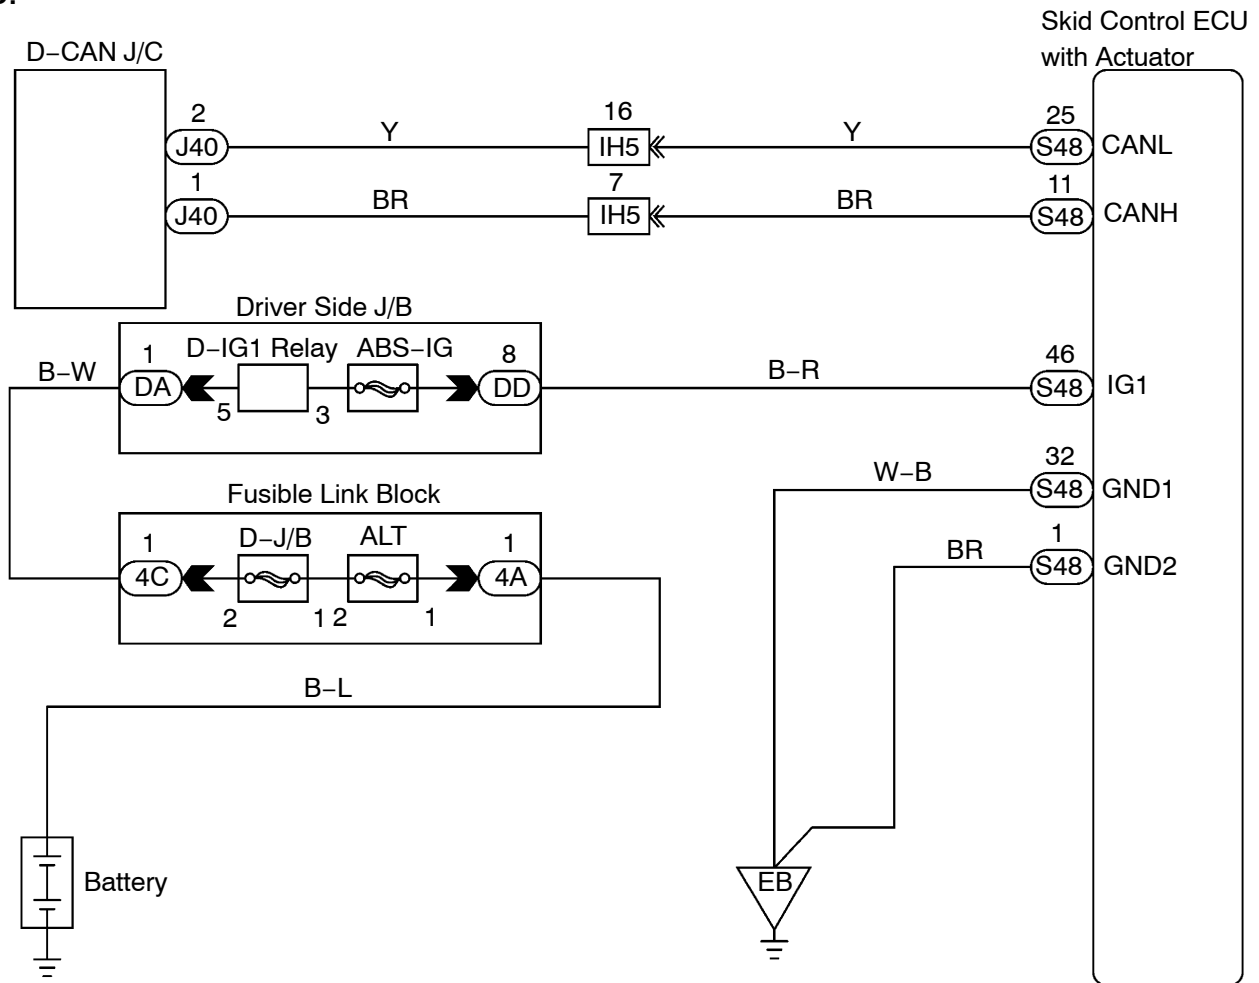 Skid Control ECU
with Actuator
D−CAN J/C
2
J40
Y
16
IH5
Y
25
S48
CANL
1
J40
BR
7
IH5
BR
11
S48
CANH
Driver Side J/B
B−W
1
DA
D−IG1 Relay
5
3
ABS−IG
8
DD
B−R
46
S48
IG1
W−B
32
S48
GND1
Fusible Link Block
1
4C
D−J/B
2
1
ALT
2
1
1
4A
BR
1
S48
GND2
B−L
Battery
EB